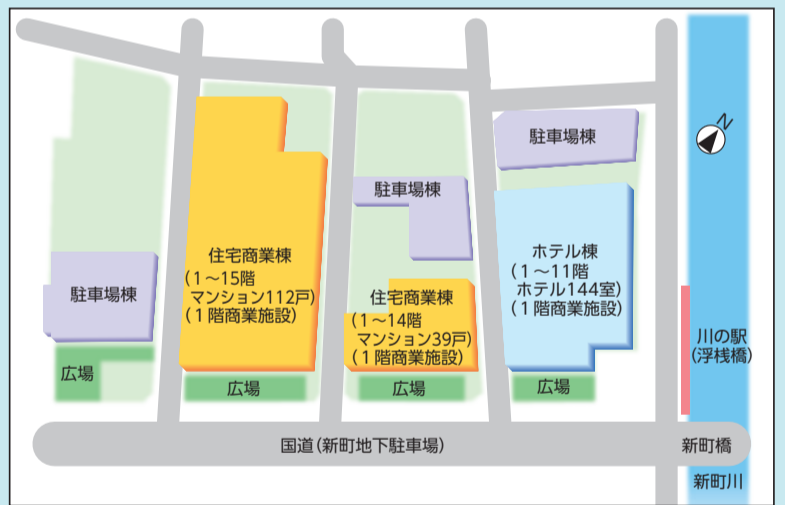 N
駐車場棟
駐車場棟
住宅商業棟
(1～15階
マンション112戸)
(1階商業施設)
ホテル棟
(1～11階
ホテル144室)
(1階商業施設)
駐車場棟
住宅商業棟
(1～14階
マンション39戸)
(1階商業施設)
川の駅
(浮桟橋)
広場
広場
広場
広場
国道(新町地下駐車場)
新町橋
新町川